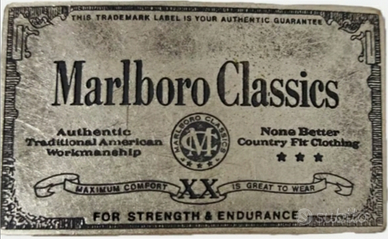 THIS TRADEMARK LABEL IS YOUR AUTHENTIC GUARANTEE
Marlboro Classics
Authentic
Traditional American
Workmanship
MARLBORO CLASSICS
MC
None Better
Country Fit Clothing
MAXIMUM COMFORT XX IS GREAT TO WEAR
FOR STRENGTH & ENDURANCE